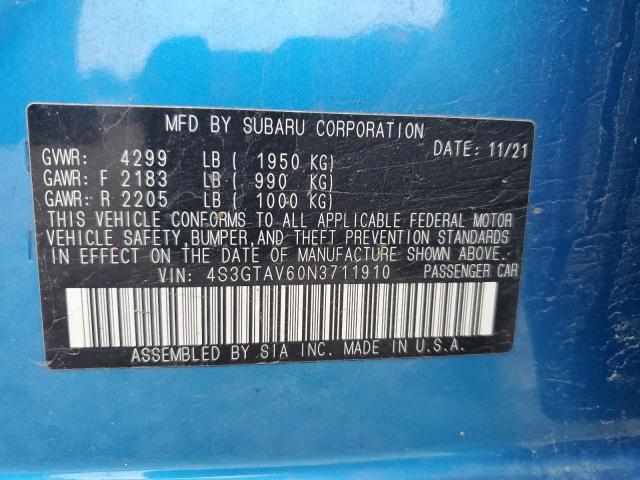 MFD BY SUBARU CORPORATION
DATE: 11/21
GVWR: 4299 LB ( 1950 KG)
GAWR: F 2183 LB ( 990 KG)
GAWR: R 2205 LB ( 1000 KG)
THIS VEHICLE CONFORMS TO ALL APPLICABLE FEDERAL MOTOR
VEHICLE SAFETY, BUMPER, AND THEFT PREVENTION STANDARDS
IN EFFECT ON THE DATE OF MANUFACTURE SHOWN ABOVE.
VIN: 4S3GTAV60N3711910 PASSENGER CAR
ASSEMBLED BY SIA INC. MADE IN U.S.A.